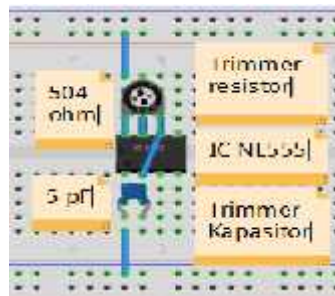 504
ohm
Trimmer
resistor
IC NE555
5 pf
Trimmer
Kapasitor